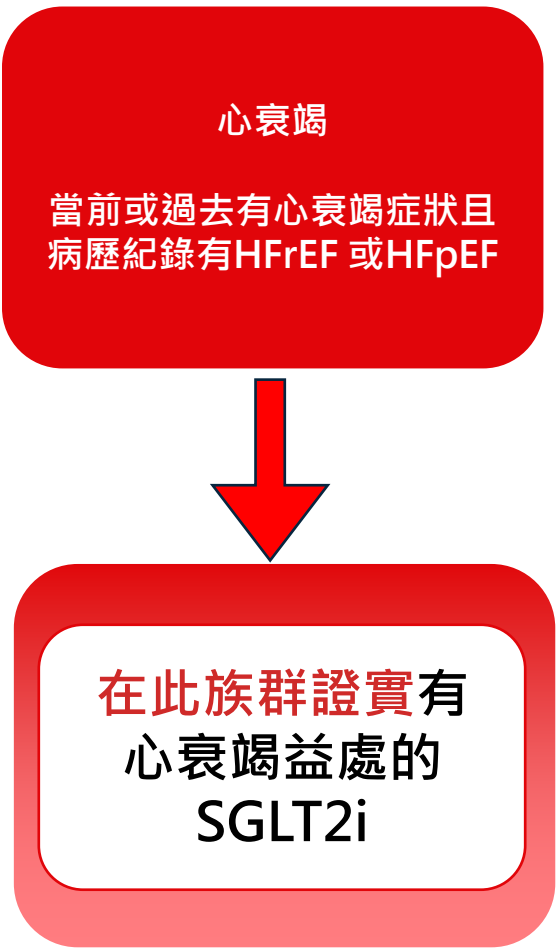 心衰竭
當前或過去有心衰竭症狀且
病歷紀錄有HFrEF 或HFpEF
在此族群證實有
心衰竭益處的
SGLT2i